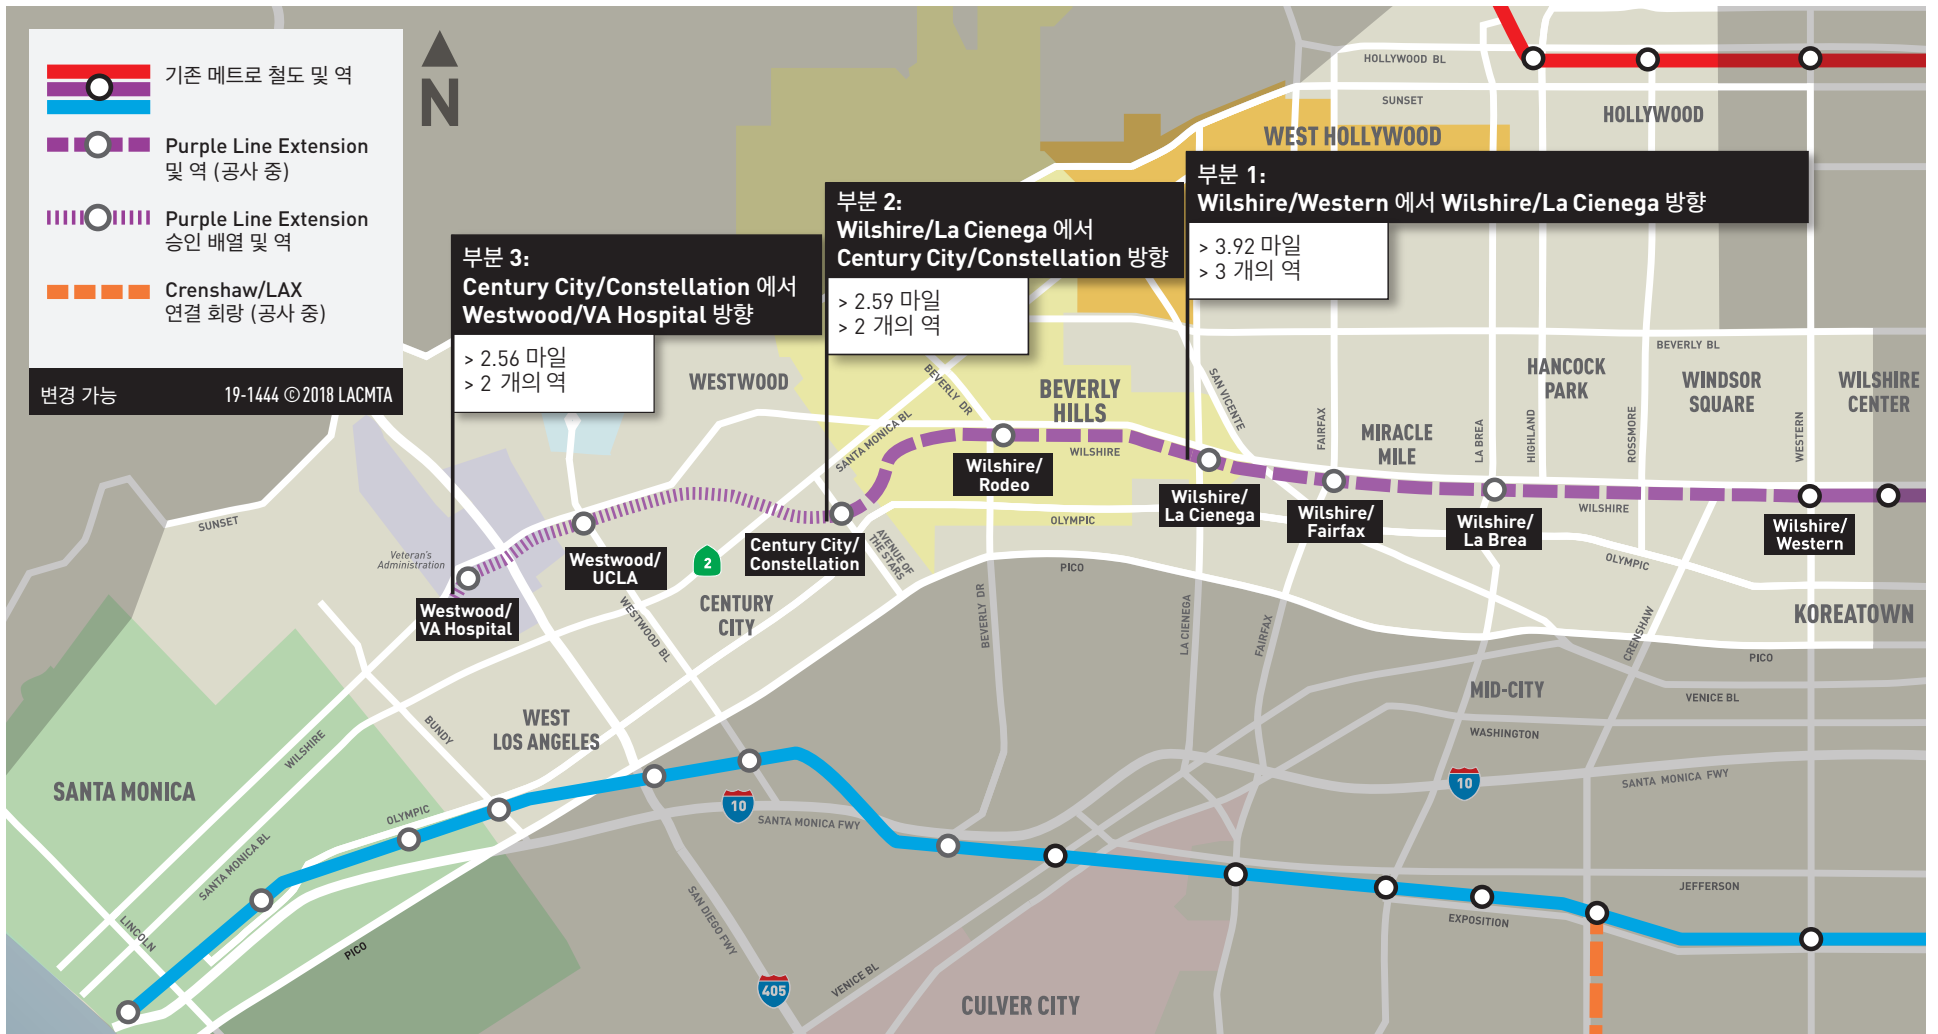 기존 메트로 철도 및 역
Purple Line Extension
및 역 (공사 중)
Purple Line Extension
승인 배열 및 역
Crenshaw/LAX
연결 회랑 (공사 중)
변경 가능
19-1444 ©2018 LACMTA
N
부분 3:
Century City/Constellation 에서
Westwood/VA Hospital 방향
> 2.56 마일
> 2 개의 역
부분 2:
Wilshire/La Cienega 에서
Century City/Constellation 방향
> 2.59 마일
> 2 개의 역
부분 1:
Wilshire/Western 에서 Wilshire/La Cienega 방향
> 3.92 마일
> 3 개의 역
HOLLYWOOD BL
SUNSET
HOLLYWOOD
WEST HOLLYWOOD
BEVERLY BL
WESTWOOD
BEVERLY DR
BEVERLY
HILLS
SAN VICENTE
FAIRFAX
MIRACLE
MILE
LA BREA
HIGHLAND
HANCOCK
PARK
ROSSMORE
WINDSOR
SQUARE
WESTERN
WILSHIRE
CENTER
SANTA MONICA BL
WILSHIRE
WILSHIRE
Wilshire/
Rodeo
Wilshire/
La Cienega
Wilshire/
Fairfax
Wilshire/
La Brea
Wilshire/
Western
SUNSET
Veteran's
Administration
Westwood/
UCLA
2
Century City/
Constellation
AVENUE OF
THE STARS
OLYMPIC
OLYMPIC
PICO
Westwood/
VA Hospital
WESTWOOD BL
CENTURY
CITY
BEVERLY DR
LA CIENEGA
FAIRFAX
CRENSHAW
KOREATOWN
PICO
MID-CITY
VENICE BL
WASHINGTON
BUNDY
WEST
LOS ANGELES
WILSHIRE
SANTA MONICA
OLYMPIC
SANTA MONICA BL
10
SANTA MONICA FWY
10
SANTA MONICA FWY
LINCOLN
PICO
SAN DIEGO FWY
405
VENICE BL
CULVER CITY
JEFFERSON
EXPOSITION